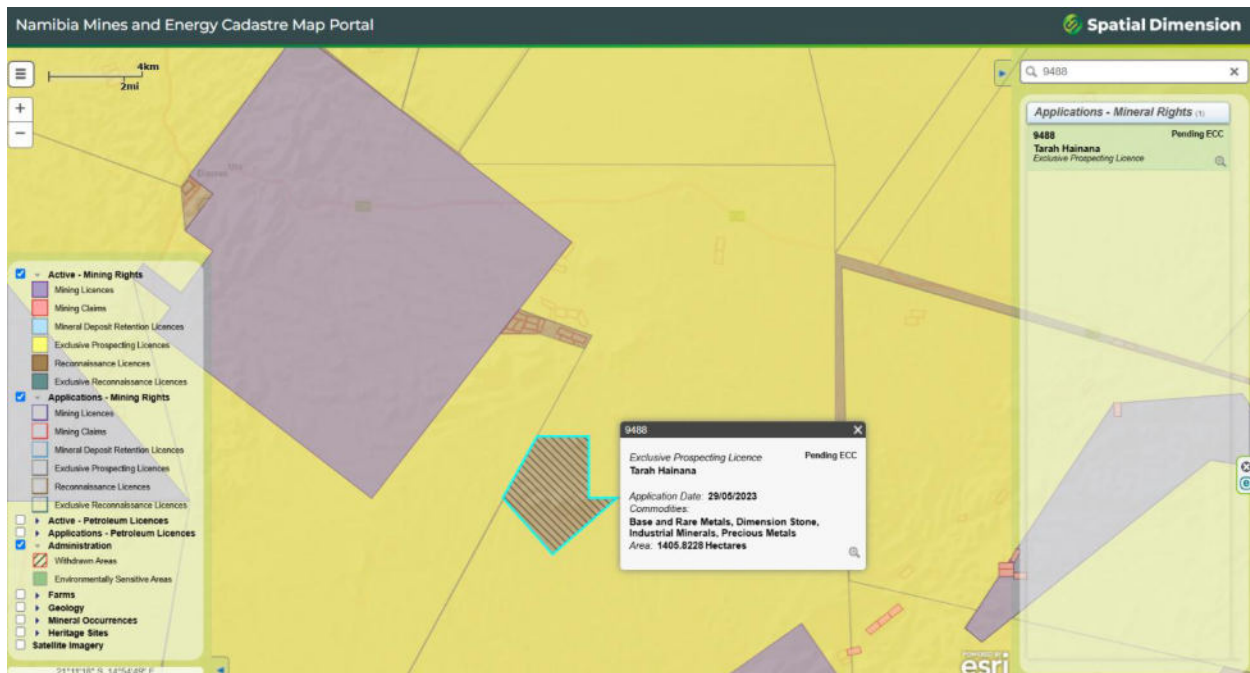 Namibia Mines and Energy Cadastre Map Portal
Spatial Dimension
4km
2mi
+
−
9488
Applications - Mineral Rights (1)
9488 Pending ECC
Tarah Hainana
Exclusive Prospecting Licence
Active - Mining Rights
Mining Licences
Mining Claims
Mineral Deposit Retention Licences
Exclusive Prospecting Licences
Reconnaissance Licences
Exclusive Reconnaissance Licences
Applications - Mining Rights
Mining Licences
Mining Claims
Mineral Deposit Retention Licences
Exclusive Prospecting Licences
Reconnaissance Licences
Exclusive Reconnaissance Licences
Active - Petroleum Licences
Applications - Petroleum Licences
Administration
Withdrawn Areas
Environmentally Sensitive Areas
Farms
Geology
Mineral Occurrences
Heritage Sites
Satellite Imagery
9488
Exclusive Prospecting Licence Pending ECC
Tarah Hainana
Application Date: 29/05/2023
Commodities:
Base and Rare Metals, Dimension Stone,
Industrial Minerals, Precious Metals
Area: 1405.8228 Hectares
POWERED BY
esri